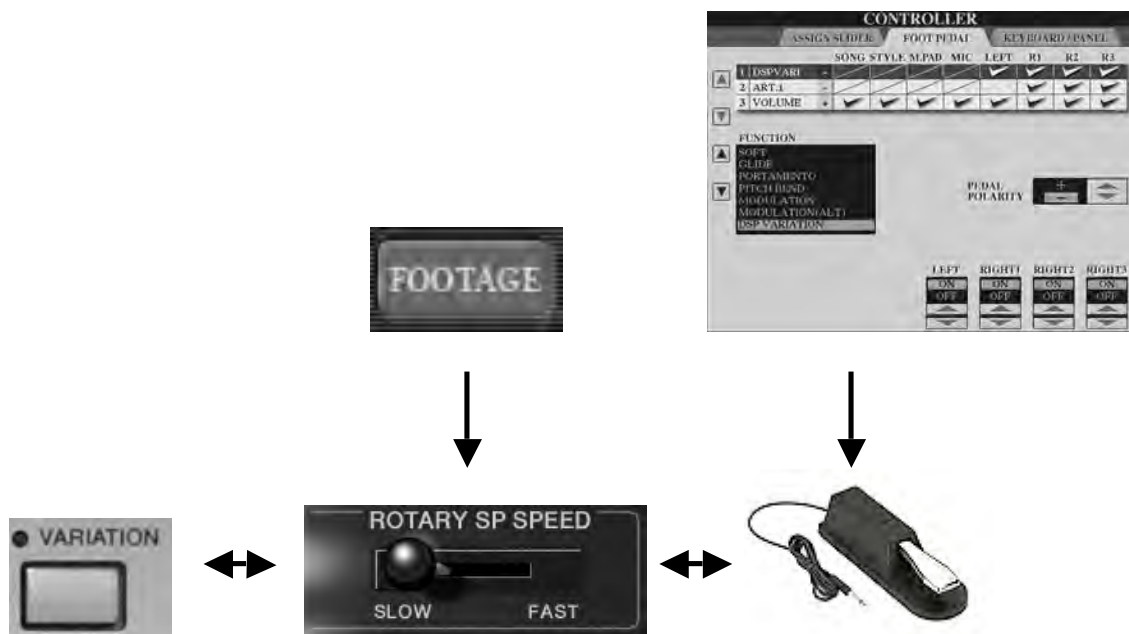 CONTROLLER
ASSIGN SLIDER FOOT PEDAL KEYBOARD / PANEL
SONG STYLE M.PAD MIC LEFT R1 R2 R3
1 DSPVARI -
2 ART.1 -
3 VOLUME +
FUNCTION
SOFT
GLIDE
PORTAMENTO
PITCH BEND
MODULATION
MODULATION(ALT)
DSP VARIATION
PEDAL
POLARITY
+
-
LEFT RIGHT1 RIGHT2 RIGHT3
ON ON ON ON
OFF OFF OFF OFF
FOOTAGE
VARIATION
ROTARY SP SPEED
SLOW FAST